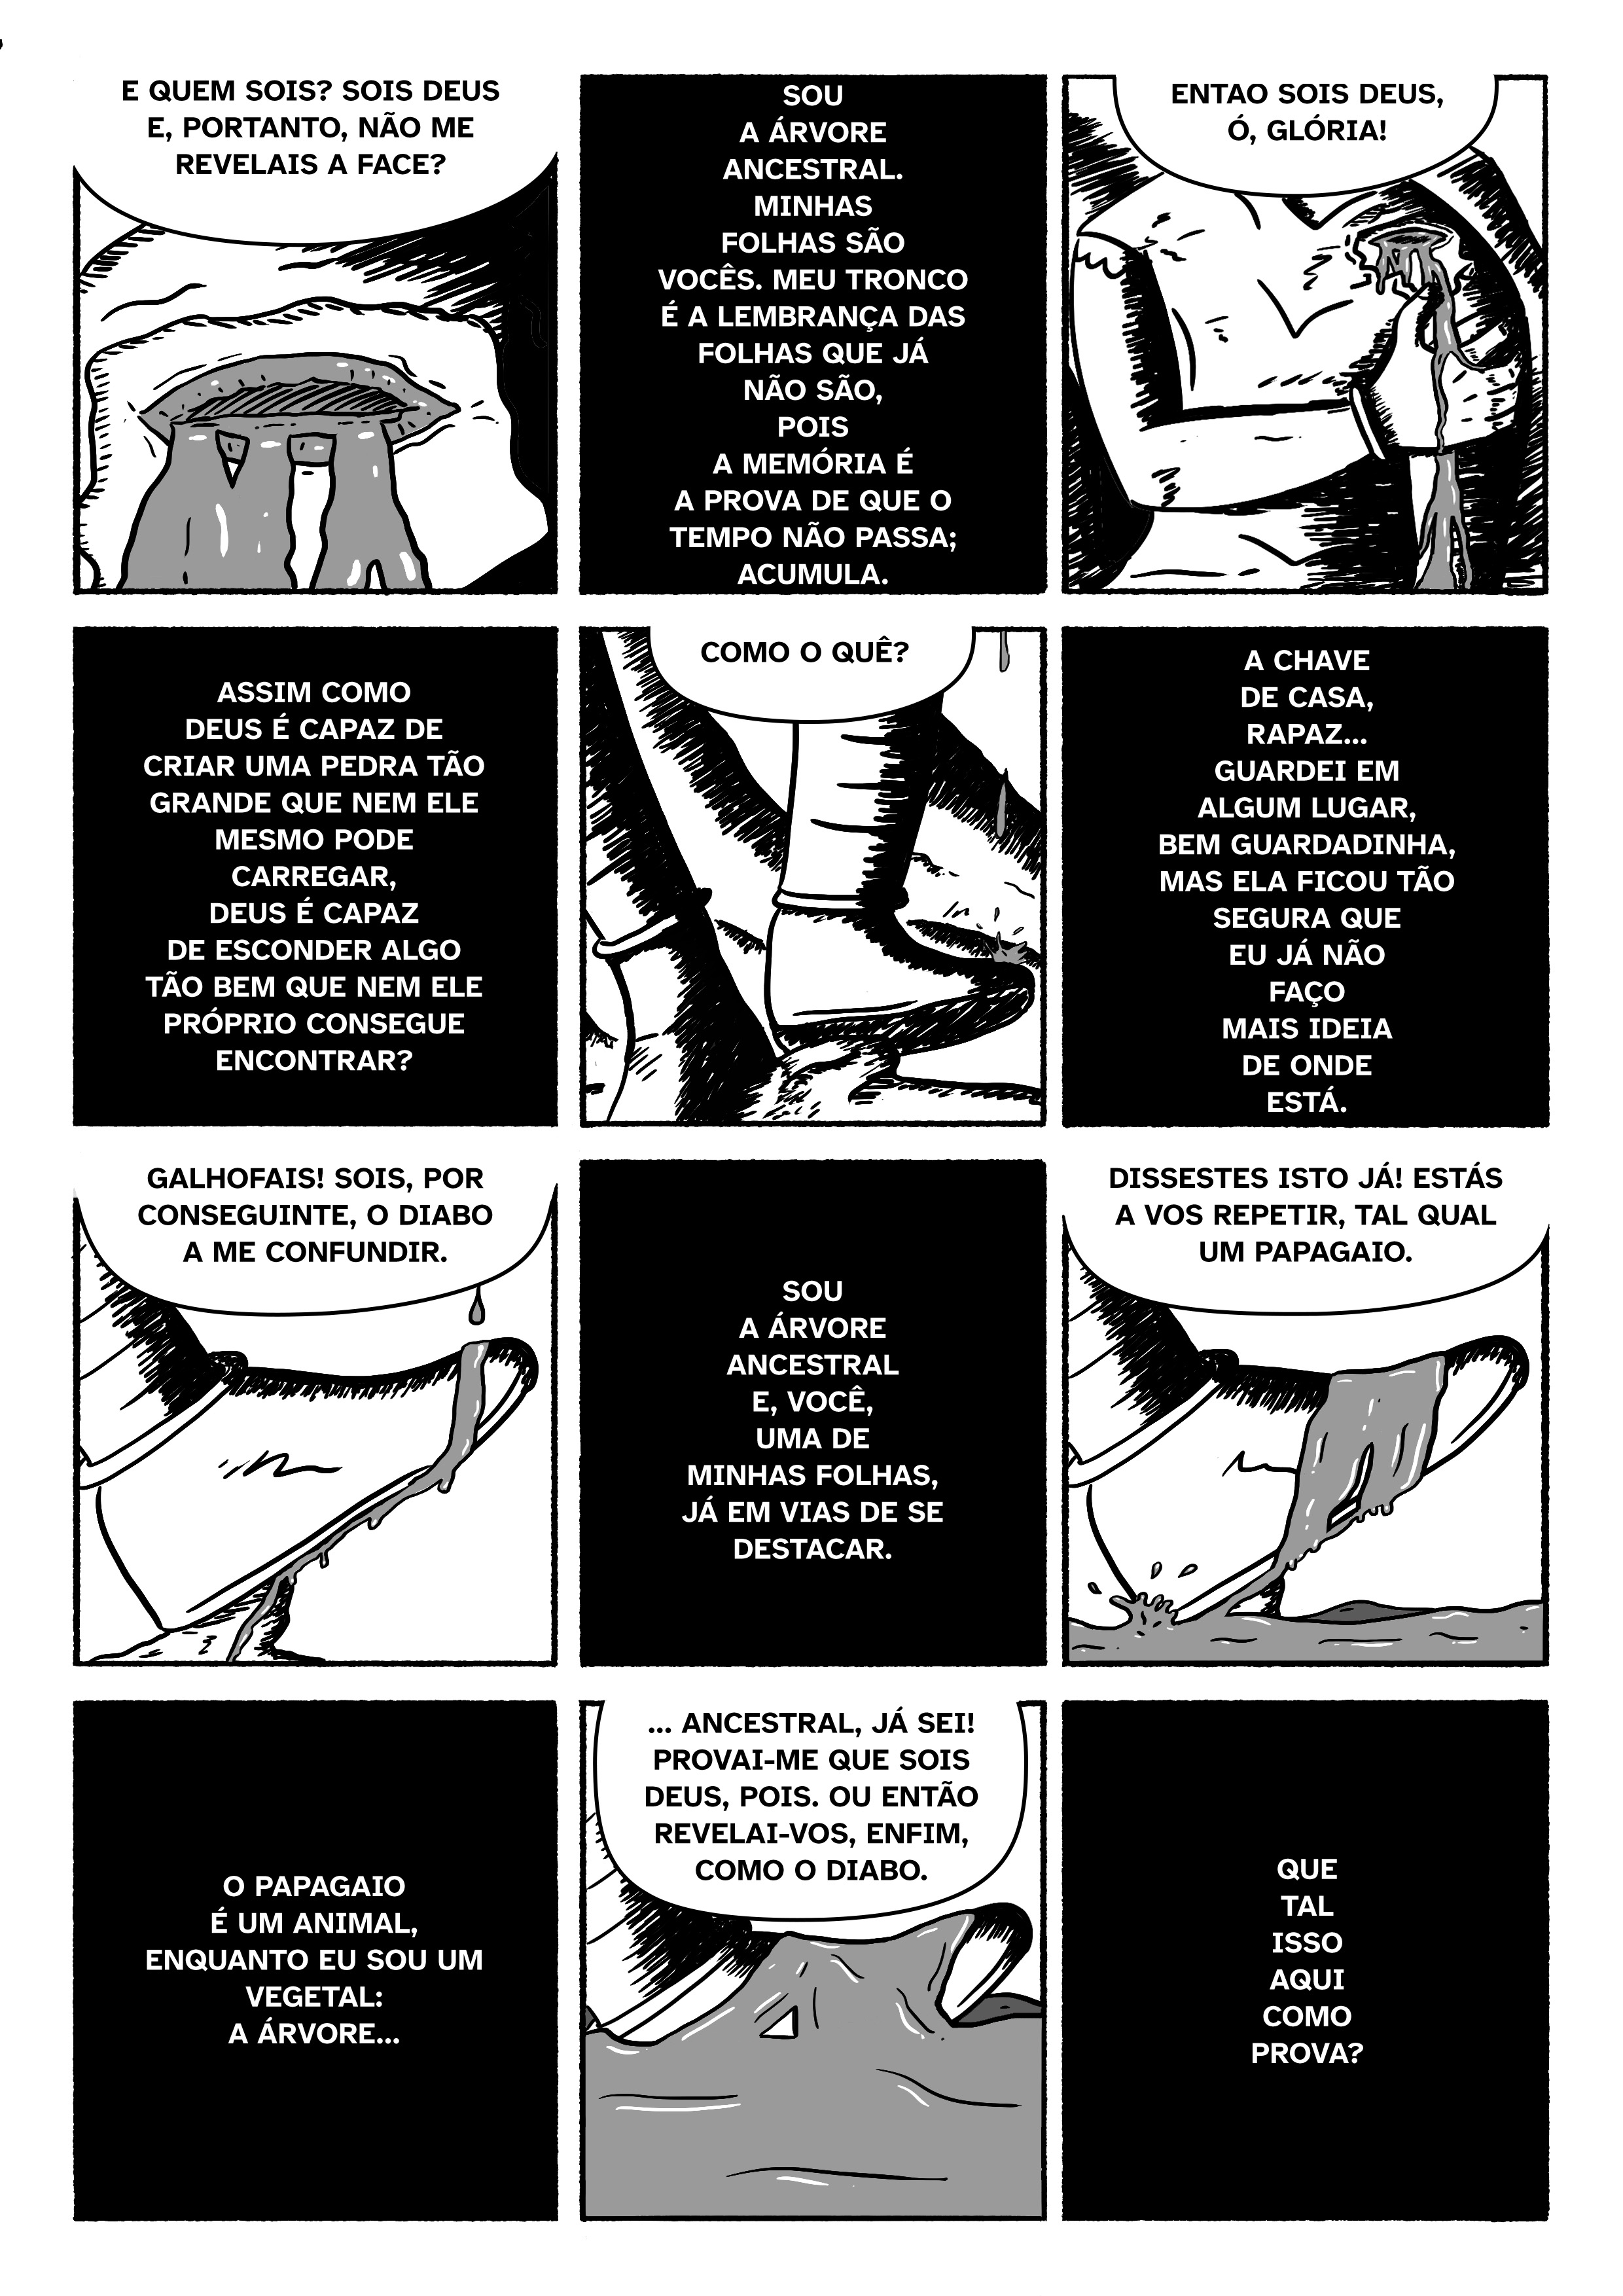 E QUEM SOIS? SOIS DEUS
E, PORTANTO, NÃO ME
REVELAIS A FACE?
SOU
A ÁRVORE
ANCESTRAL.
MINHAS
FOLHAS SÃO
VOCÊS. MEU TRONCO
É A LEMBRANÇA DAS
FOLHAS QUE JÁ
NÃO SÃO,
POIS
A MEMÓRIA É
A PROVA DE QUE O
TEMPO NÃO PASSA;
ACUMULA.
ENTAO SOIS DEUS,
Ó, GLÓRIA!
ASSIM COMO
DEUS É CAPAZ DE
CRIAR UMA PEDRA TÃO
GRANDE QUE NEM ELE
MESMO PODE
CARREGAR,
DEUS É CAPAZ
DE ESCONDER ALGO
TÃO BEM QUE NEM ELE
PRÓPRIO CONSEGUE
ENCONTRAR?
COMO O QUÊ?
A CHAVE
DE CASA,
RAPAZ...
GUARDEI EM
ALGUM LUGAR,
BEM GUARDADINHA,
MAS ELA FICOU TÃO
SEGURA QUE
EU JÁ NÃO
FAÇO
MAIS IDEIA
DE ONDE
ESTÁ.
GALHOFAIS! SOIS, POR
CONSEGUINTE, O DIABO
A ME CONFUNDIR.
SOU
A ÁRVORE
ANCESTRAL
E, VOCÊ,
UMA DE
MINHAS FOLHAS,
JÁ EM VIAS DE SE
DESTACAR.
DISSESTES ISTO JÁ! ESTÁS
A VOS REPETIR, TAL QUAL
UM PAPAGAIO.
O PAPAGAIO
É UM ANIMAL,
ENQUANTO EU SOU UM
VEGETAL:
A ÁRVORE...
... ANCESTRAL, JÁ SEI!
PROVAI-ME QUE SOIS
DEUS, POIS. OU ENTÃO
REVELAI-VOS, ENFIM,
COMO O DIABO.
QUE
TAL
ISSO
AQUI
COMO
PROVA?